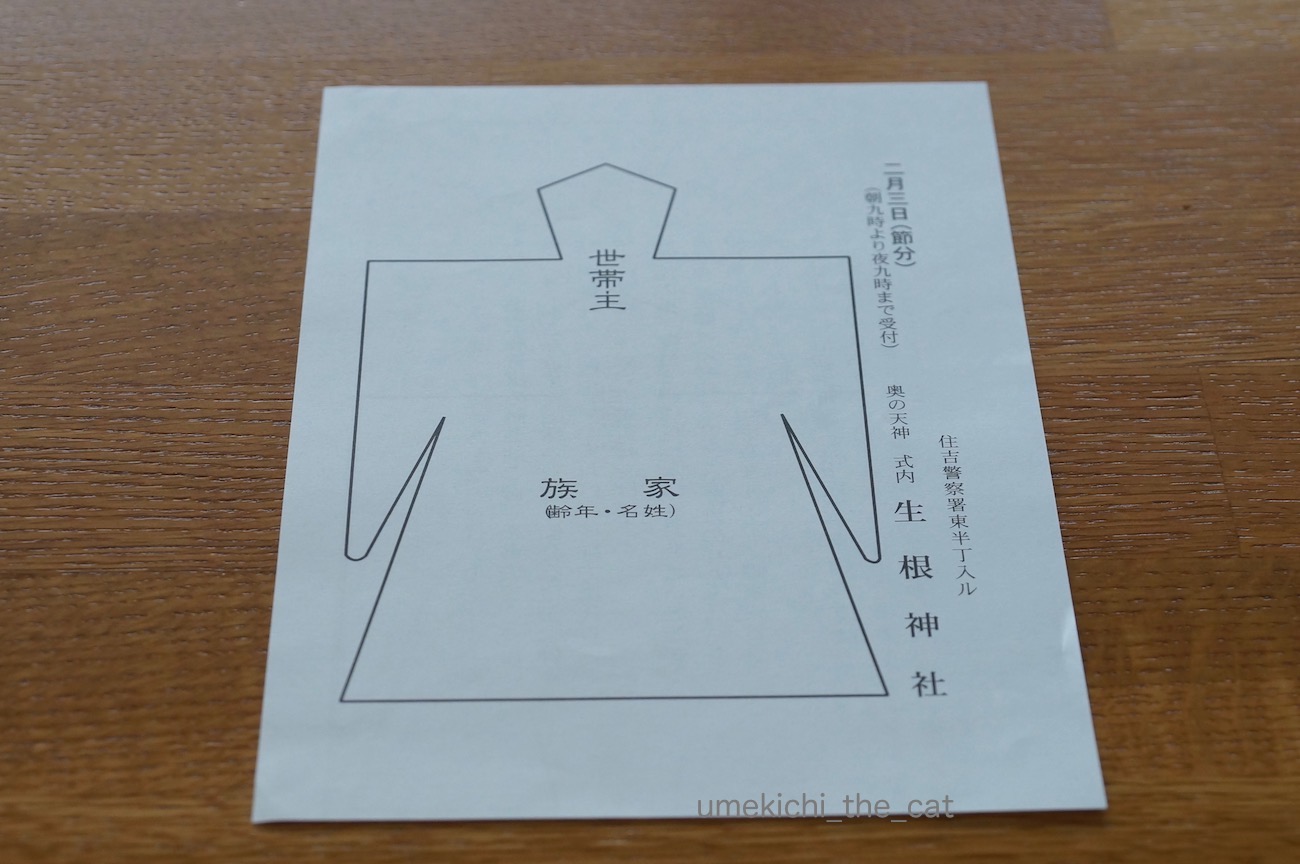 二月三日(節分)
(朝九時より夜九時まで受付)
住吉警察署東半丁入ル
奥の天神 式内 生根神社
世帯主
族 家
(齢年・名姓)
umekichi_the_cat